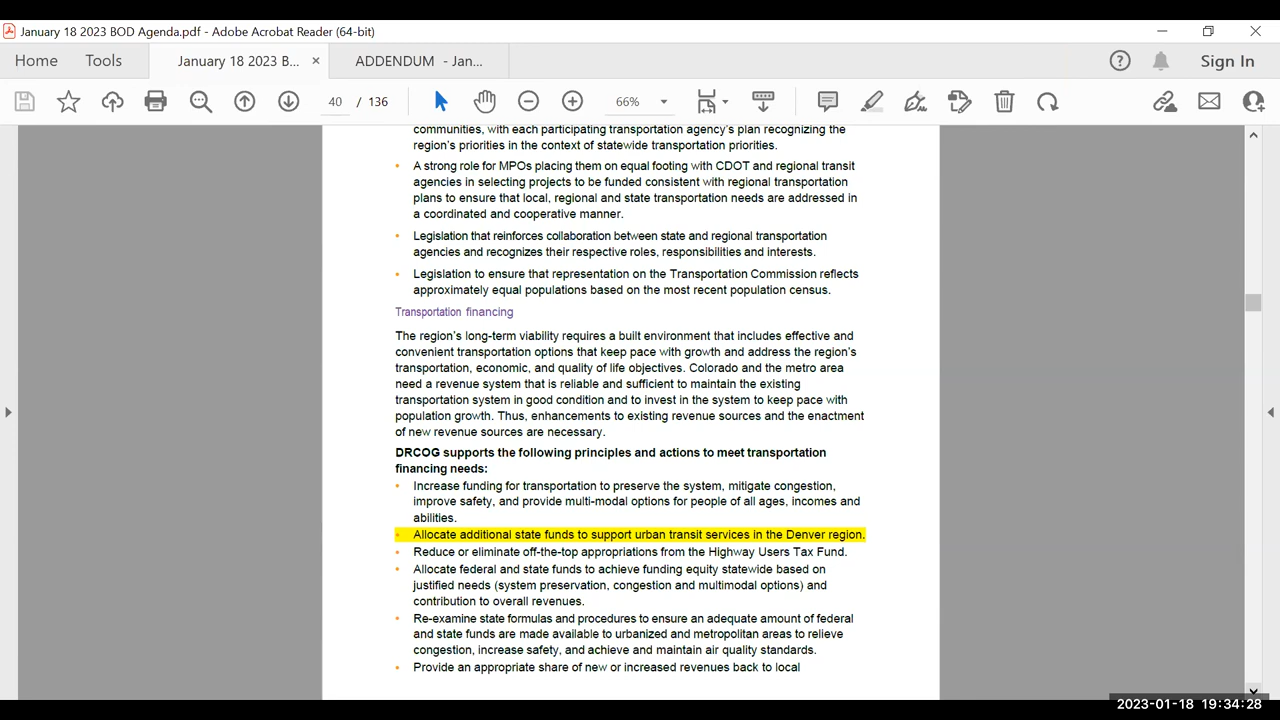 January 18 2023 BOD Agenda.pdf - Adobe Acrobat Reader (64-bit)
Home Tools January 18 2023 B... × ADDENDUM - Jan... Sign In
40 / 136 66%
communities, with each participating transportation agency's plan recognizing the
region's priorities in the context of statewide transportation priorities.
• A strong role for MPOs placing them on equal footing with CDOT and regional transit
agencies in selecting projects to be funded consistent with regional transportation
plans to ensure that local, regional and state transportation needs are addressed in
a coordinated and cooperative manner.
• Legislation that reinforces collaboration between state and regional transportation
agencies and recognizes their respective roles, responsibilities and interests.
• Legislation to ensure that representation on the Transportation Commission reflects
approximately equal populations based on the most recent population census.
Transportation financing
The region's long-term viability requires a built environment that includes effective and
convenient transportation options that keep pace with growth and address the region's
transportation, economic, and quality of life objectives. Colorado and the metro area
need a revenue system that is reliable and sufficient to maintain the existing
transportation system in good condition and to invest in the system to keep pace with
population growth. Thus, enhancements to existing revenue sources and the enactment
of new revenue sources are necessary.
DRCOG supports the following principles and actions to meet transportation
financing needs:
• Increase funding for transportation to preserve the system, mitigate congestion,
improve safety, and provide multi-modal options for people of all ages, incomes and
abilities.
• Allocate additional state funds to support urban transit services in the Denver region.
• Reduce or eliminate off-the-top appropriations from the Highway Users Tax Fund.
• Allocate federal and state funds to achieve funding equity statewide based on
justified needs (system preservation, congestion and multimodal options) and
contribution to overall revenues.
• Re-examine state formulas and procedures to ensure an adequate amount of federal
and state funds are made available to urbanized and metropolitan areas to relieve
congestion, increase safety, and achieve and maintain air quality standards.
• Provide an appropriate share of new or increased revenues back to local
2023-01-18 19:34:28